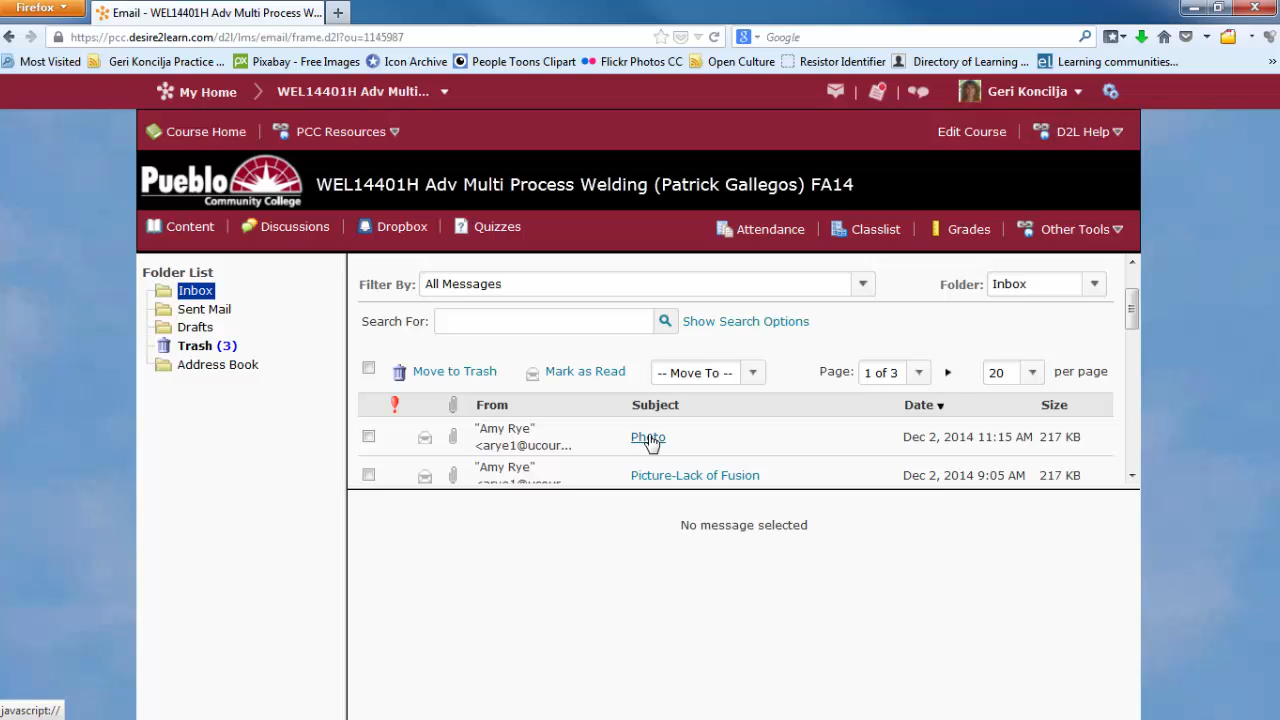 Firefox
Email - WEL14401H Adv Multi Process W...
https://pcc.desire2learn.com/d2l/lms/email/frame.d2l?ou=1145987
Google
Most Visited Geri Koncilja Practice ... Pixabay - Free Images Icon Archive People Toons Clipart Flickr Photos CC Open Culture Resistor Identifier Directory of Learning ... Learning communities... »
My Home WEL14401H Adv Multi... Geri Koncilja
Course Home PCC Resources Edit Course D2L Help
Pueblo Community College
WEL14401H Adv Multi Process Welding (Patrick Gallegos) FA14
Content Discussions Dropbox Quizzes Attendance Classlist Grades Other Tools
Folder List
Inbox
Sent Mail
Drafts
Trash (3)
Address Book
Filter By: All Messages Folder: Inbox
Search For: Show Search Options
Move to Trash Mark as Read -- Move To -- Page: 1 of 3 20 per page
From Subject Date Size
"Amy Rye" <arye1@ucour... Photo Dec 2, 2014 11:15 AM 217 KB
"Amy Rye" <arye1@ucour... Picture-Lack of Fusion Dec 2, 2014 9:05 AM 217 KB
No message selected
javascript://